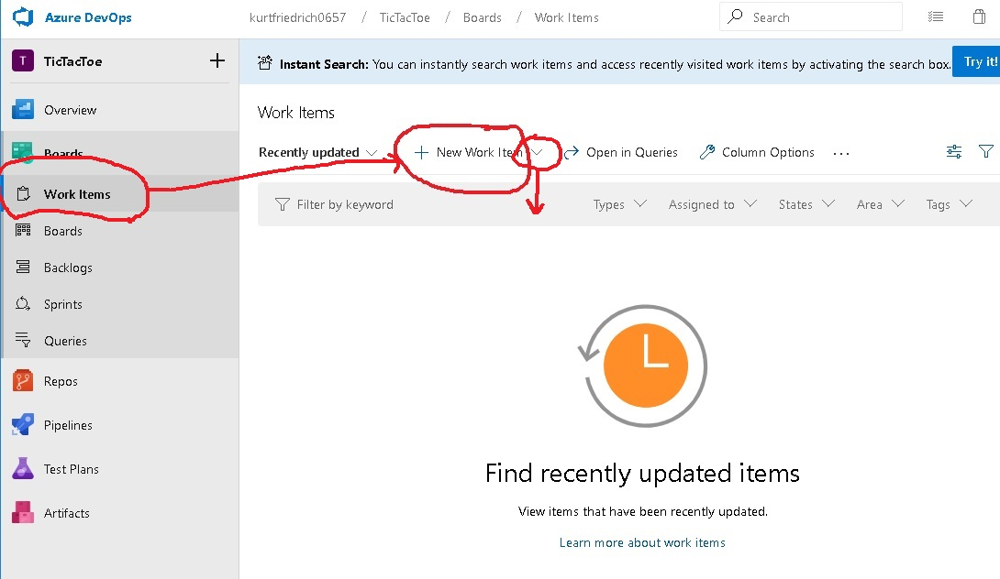 Azure DevOps kurtfriedrich0657 / TicTacToe / Boards / Work Items Search
T TicTacToe +
Instant Search: You can instantly search work items and access recently visited work items by activating the search box. Try it!
Overview
Work Items
Boards
Recently updated New Work Item Open in Queries Column Options ...
Work Items
Filter by keyword Types Assigned to States Area Tags
Boards
Backlogs
Sprints
Queries
Repos
Pipelines
Test Plans
Artifacts
Find recently updated items
View items that have been recently updated.
Learn more about work items